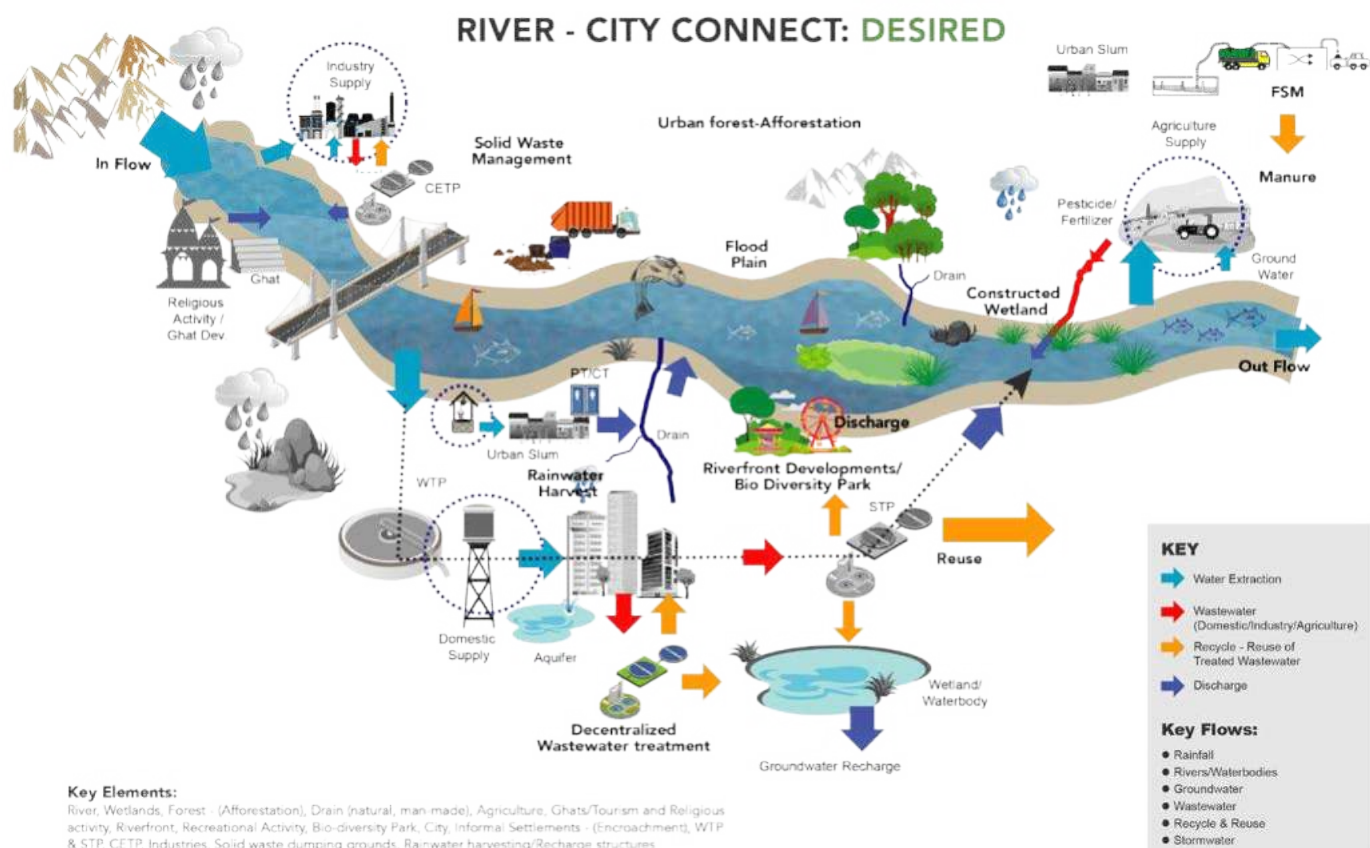 RIVER - CITY CONNECT: DESIRED
Industry
Supply
Urban Slum
FSM
Solid Waste
Management
Urban forest-Afforestation
Agriculture
Supply
In Flow
CETP
Manure
Pesticide/
Fertilizer
Ghat
Flood
Plain
Drain
Ground
Water
Religious
Activity /
Ghat Dev.
Constructed
Wetland
Out Flow
PT/CT
Discharge
Urban Slum
Drain
Rainwater
Harvest
Riverfront Developments/
Bio Diversity Park
WTP
STP
Reuse
Domestic
Supply
Aquifer
Wetland/
Waterbody
Decentralized
Wastewater treatment
Groundwater Recharge
KEY
Water Extraction
Wastewater
(Domestic/Industry/Agriculture)
Recycle - Reuse of
Treated Wastewater
Discharge
Key Flows:
● Rainfall
● Rivers/Waterbodies
● Groundwater
● Wastewater
● Recycle & Reuse
● Stormwater
Key Elements:
River, Wetlands, Forest - (Afforestation), Drain (natural, man-made), Agriculture, Ghats/Tourism and Religious
activity, Riverfront, Recreational Activity, Bio-diversity Park, City, Informal Settlements - (Encroachment), WTP
& STP, CETP, Industries, Solid waste dumping grounds, Rainwater harvesting/Recharge structures